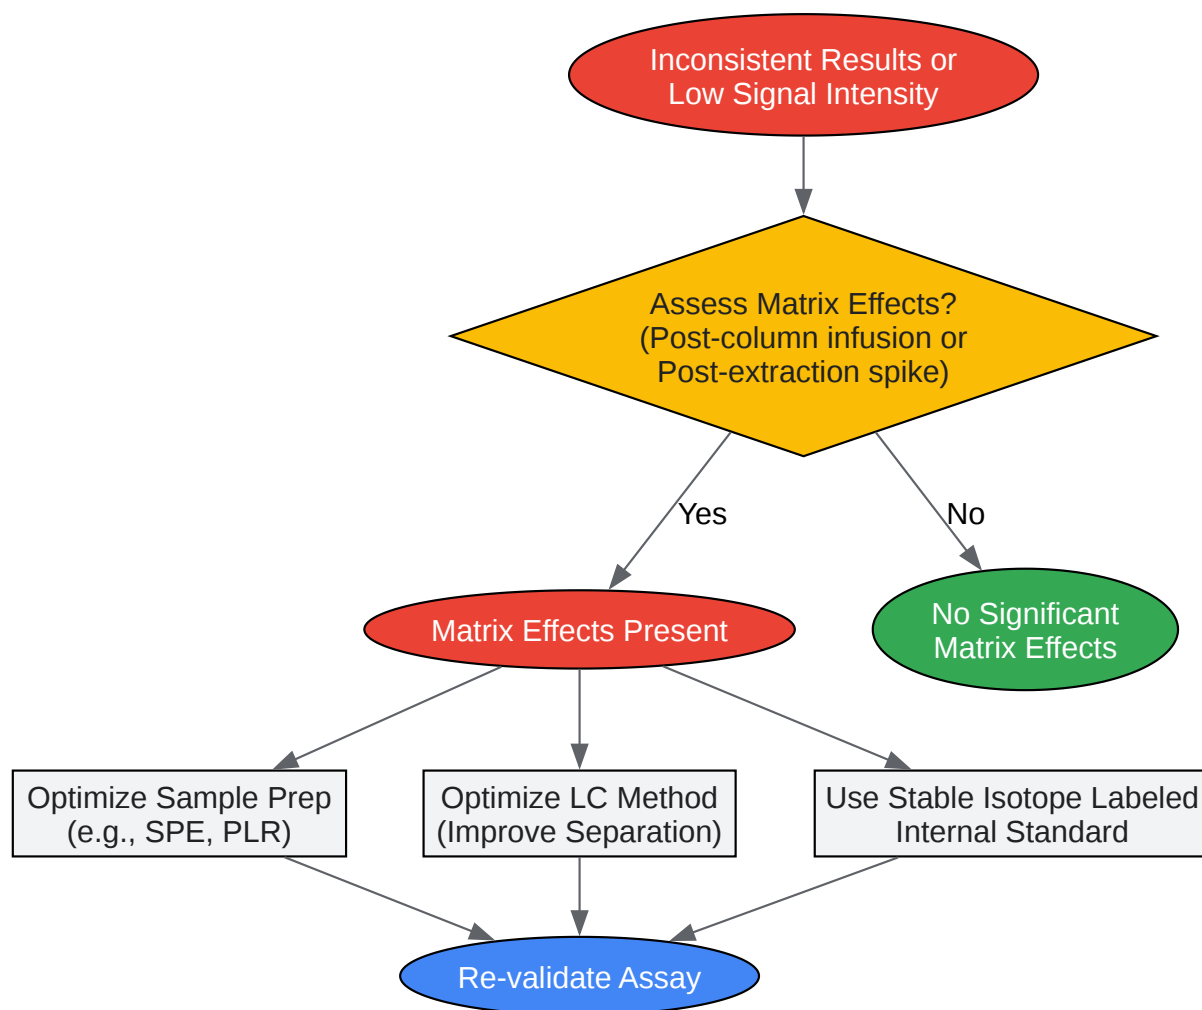 Inconsistent Results or
Low Signal Intensity
Assess Matrix Effects?
(Post-column infusion or
Post-extraction spike)
Yes
No
Matrix Effects Present
No Significant
Matrix Effects
Optimize Sample Prep
(e.g., SPE, PLR)
Optimize LC Method
(Improve Separation)
Use Stable Isotope Labeled
Internal Standard
Re-validate Assay